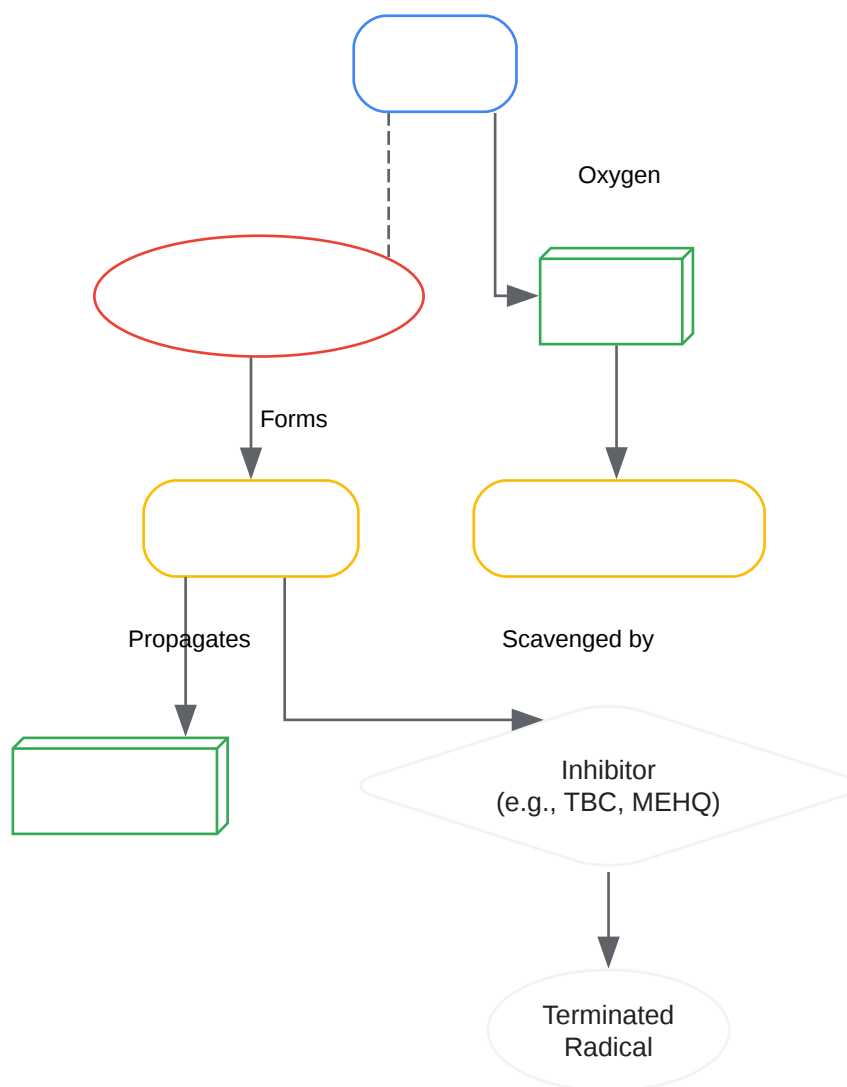 Oxygen
Forms
Propagates
Scavenged by
Inhibitor
(e.g., TBC, MEHQ)
Terminated
Radical